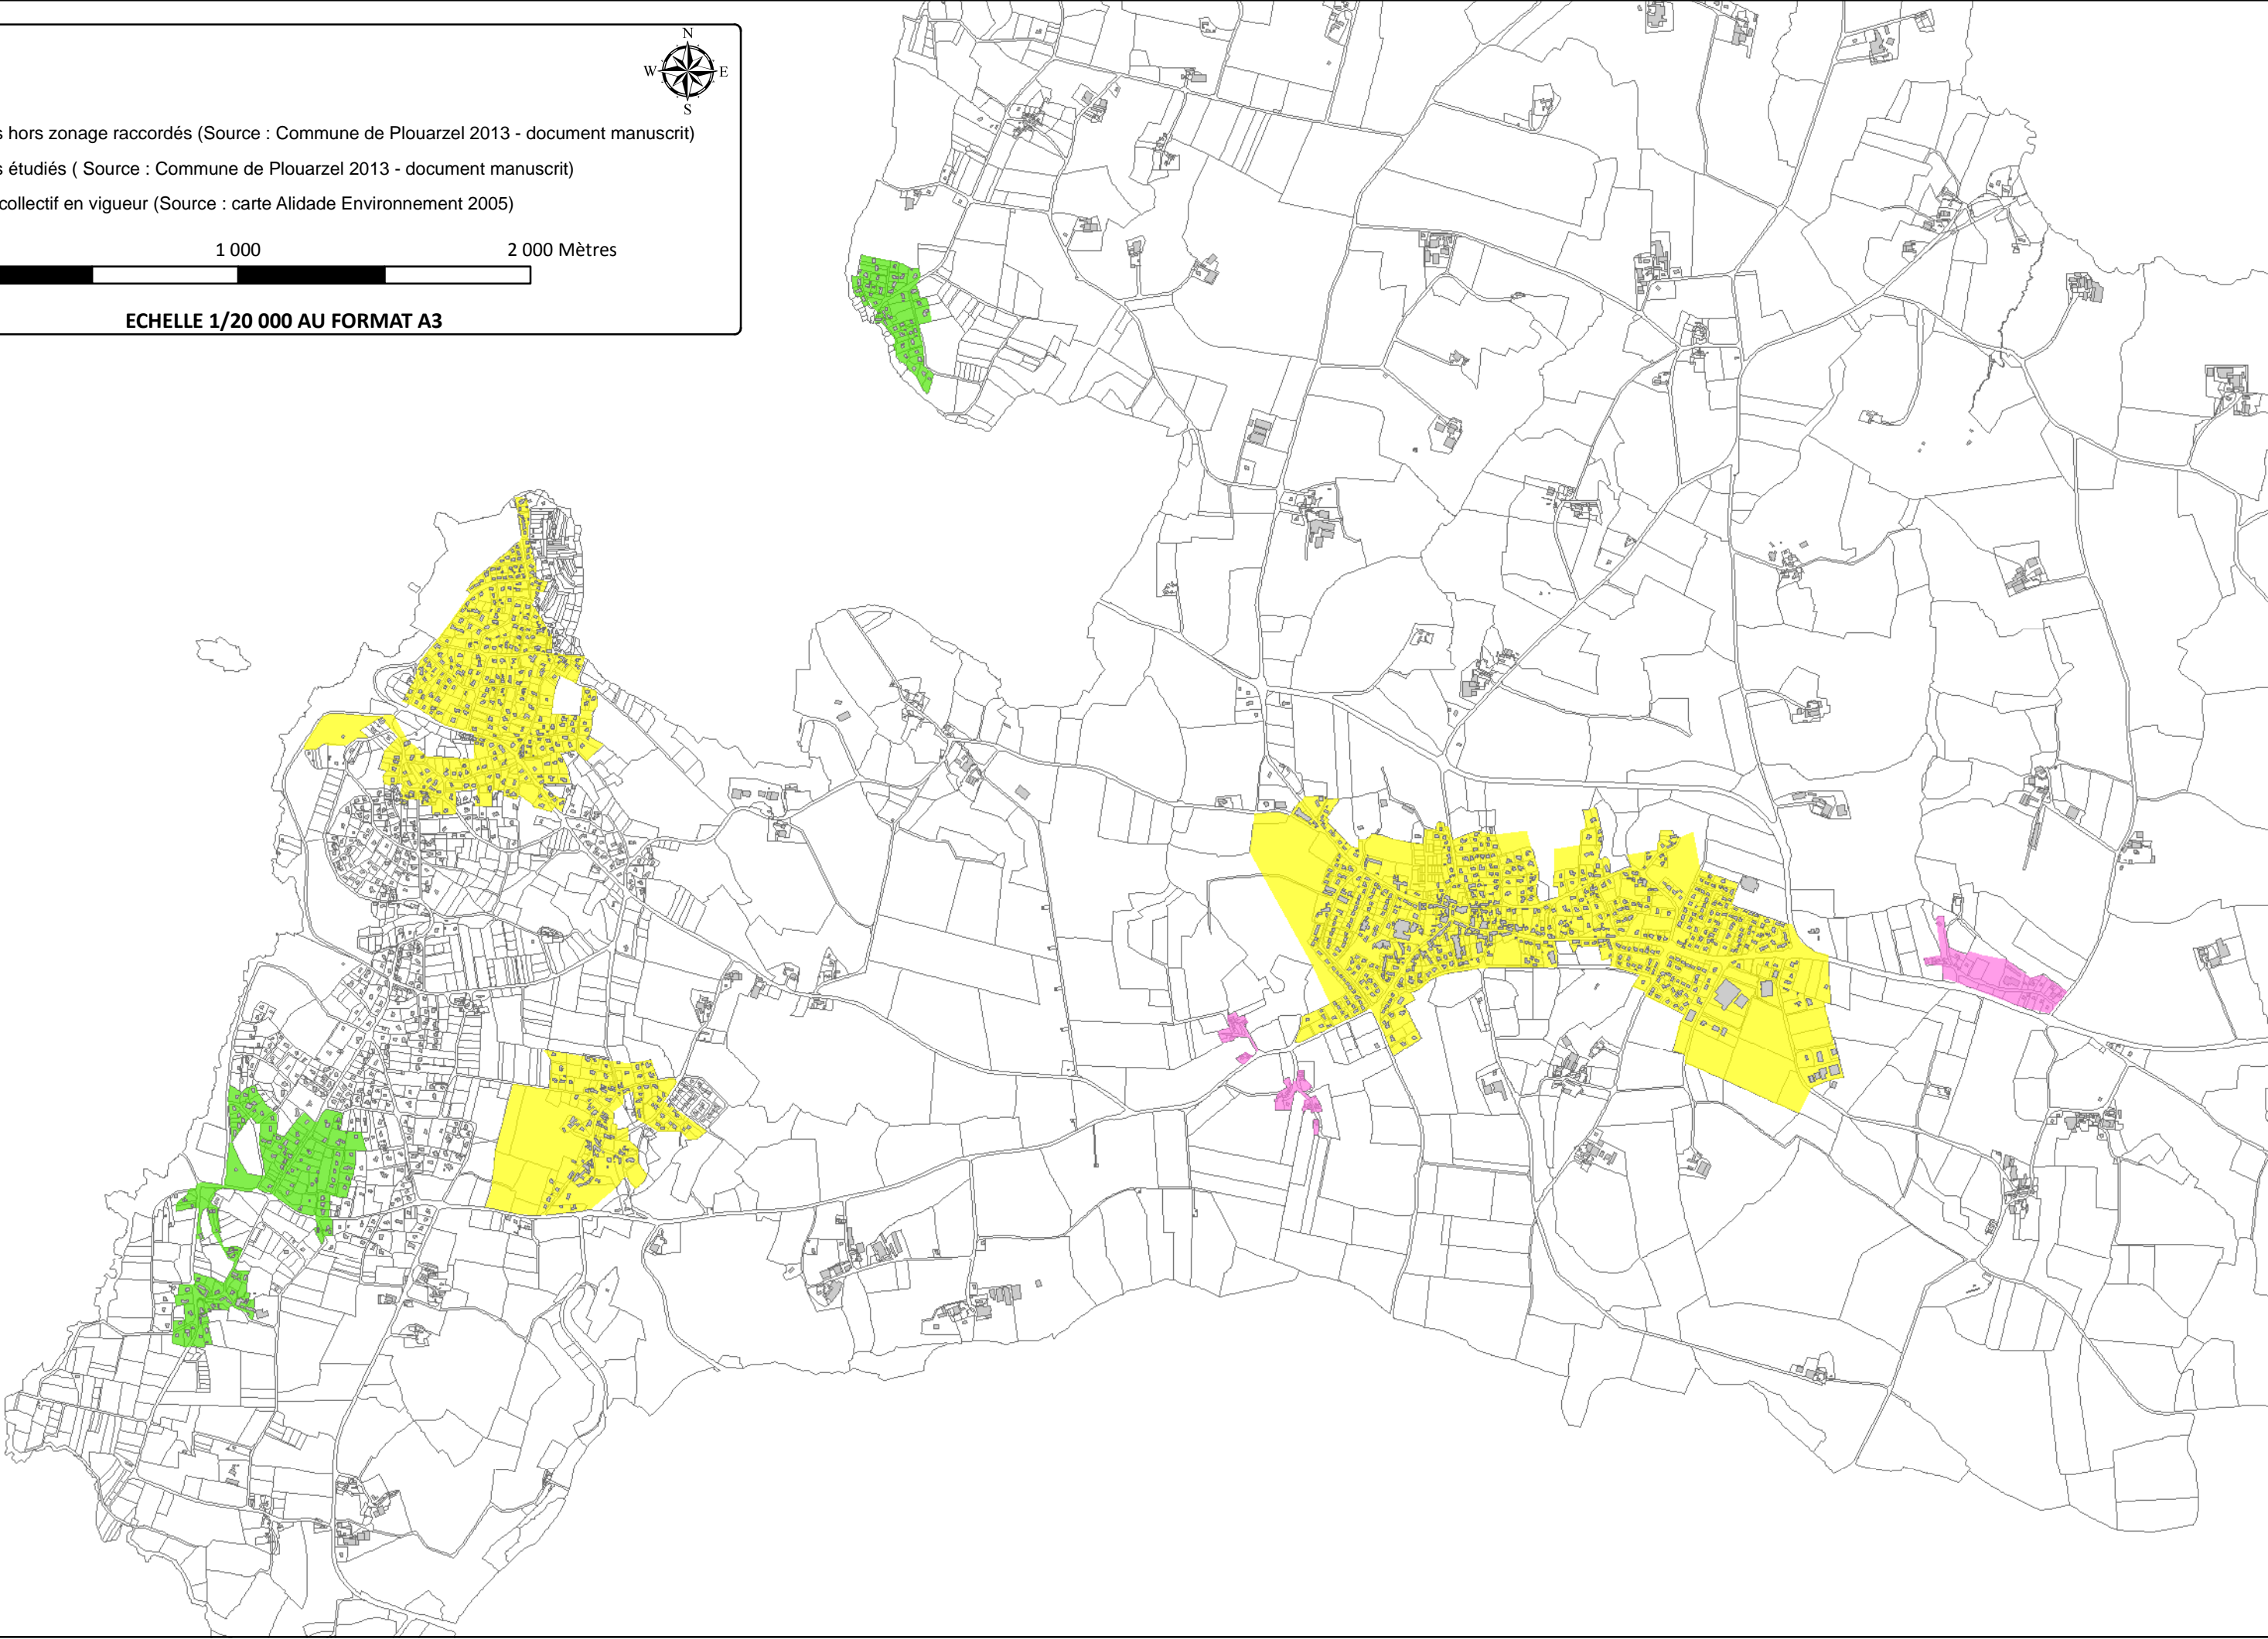 N
W E
S
s hors zonage raccordés (Source : Commune de Plouarzel 2013 - document manuscrit)
s étudiés ( Source : Commune de Plouarzel 2013 - document manuscrit)
collectif en vigueur (Source : carte Alidade Environnement 2005)
1 000 2 000 Mètres
ECHELLE 1/20 000 AU FORMAT A3